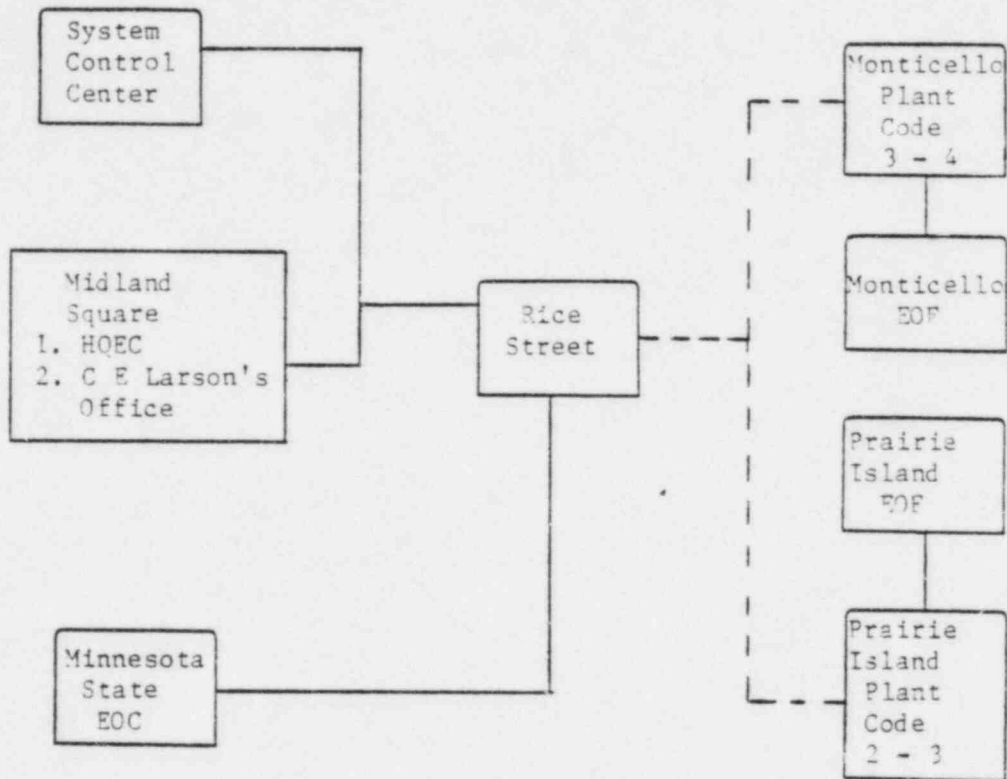 System
Control
Center
Midland
Square
1. HQEC
2. C E Larson's
Office
Minnesota
State
EOC
Rice
Street
Monticello
Plant
Code
3 - 4
Monticello
EOF
Prairie
Island
EOF
Prairie
Island
Plant
Code
2 - 3